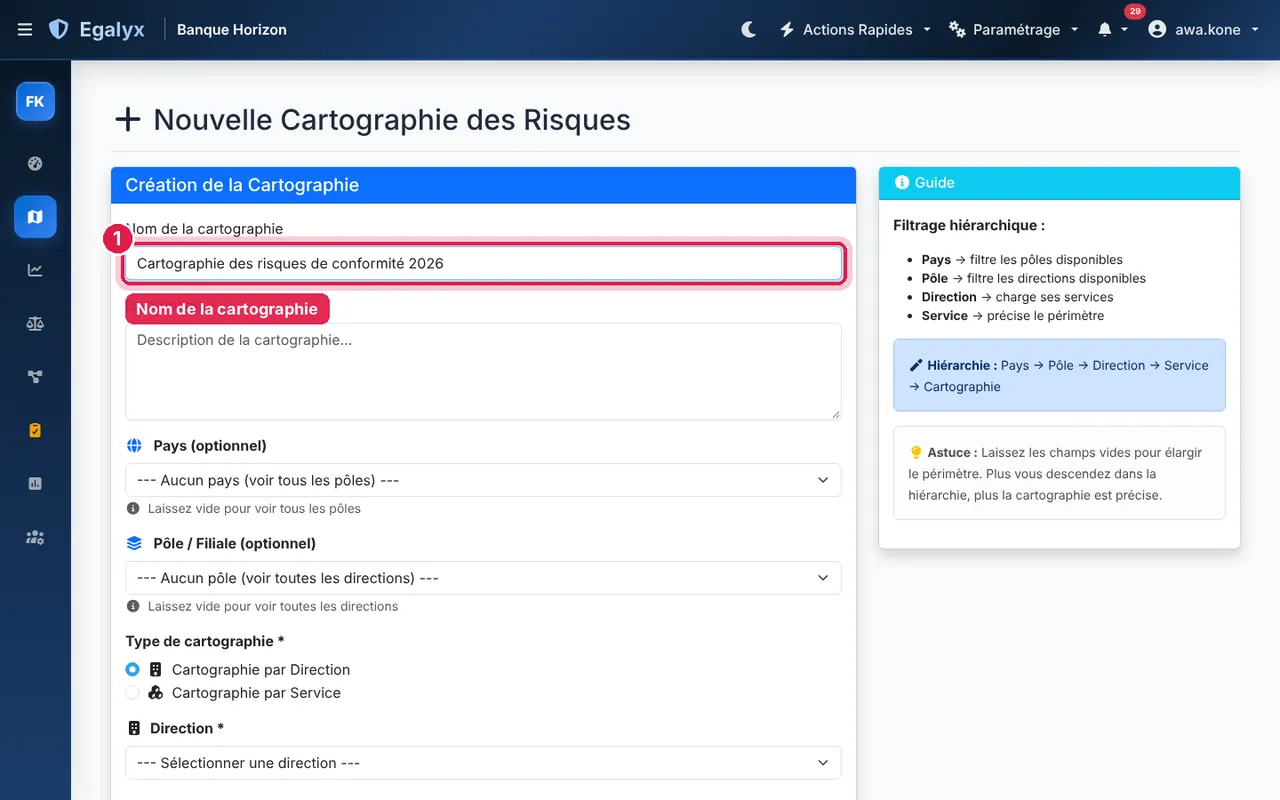 Egalyx
Banque Horizon
Actions Rapides
Paramétrage
29
awa.kone
FK
Nouvelle Cartographie des Risques
Création de la Cartographie
Nom de la cartographie
1
Cartographie des risques de conformité 2026
Nom de la cartographie
Description de la cartographie...
Pays (optionnel)
--- Aucun pays (voir tous les pôles) ---
Laissez vide pour voir tous les pôles
Pôle / Filiale (optionnel)
--- Aucun pôle (voir toutes les directions) ---
Laissez vide pour voir toutes les directions
Type de cartographie *
Cartographie par Direction
Cartographie par Service
Direction *
--- Sélectionner une direction ---
Guide
Filtrage hiérarchique :
• Pays → filtre les pôles disponibles
• Pôle → filtre les directions disponibles
• Direction → charge ses services
• Service → précise le périmètre
Hiérarchie : Pays → Pôle → Direction → Service
→ Cartographie
Astuce : Laissez les champs vides pour élargir
le périmètre. Plus vous descendez dans la
hiérarchie, plus la cartographie est précise.